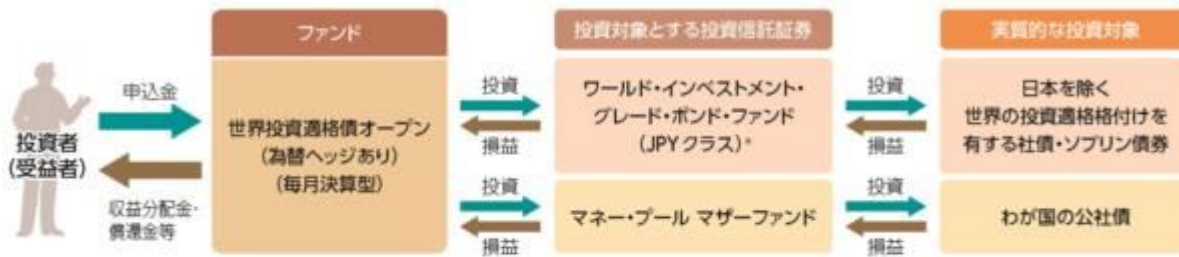 ファンド
投資対象とする投資信託証券
実質的な投資対象
申込金
投資者
(受益者)
収益分配金・
償還金等
世界投資適格債オープン
(為替ヘッジあり)
(毎月決算型)
投資
損益
ワールド・インベストメント・
グレード・ボンド・ファンド
(JPYクラス)*
投資
損益
日本を除く
世界の投資適格格付けを
有する社債・ソブリン債券
投資
損益
マネー・プール マザーファンド
投資
損益
わが国の公社債